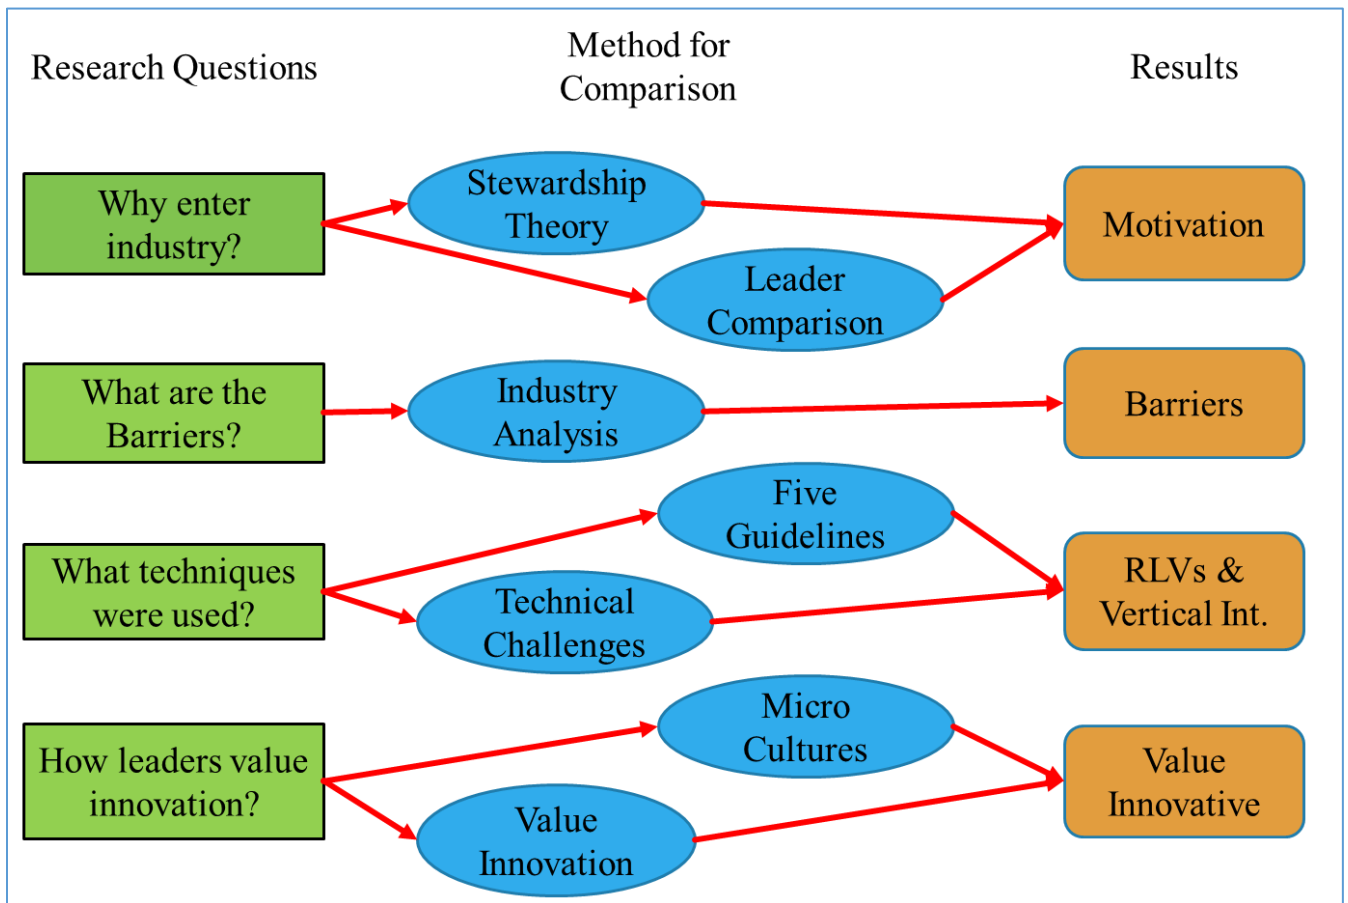 Research Questions
Method for
Comparison
Results
Why enter
industry?
Stewardship
Theory
Leader
Comparison
Motivation
What are the
Barriers?
Industry
Analysis
Barriers
What techniques
were used?
Five
Guidelines
Technical
Challenges
RLVs &
Vertical Int.
How leaders value
innovation?
Micro
Cultures
Value
Innovation
Value
Innovative